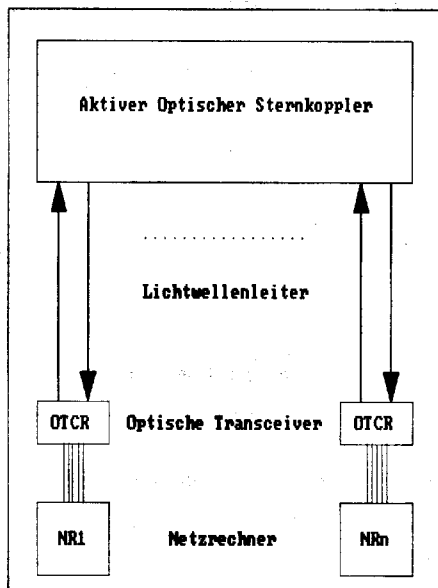 Aktiver Optischer Sternkoppler
Lichtwellenleiter
OTCR Optische Transceiver OTCR
NR1 Netzrechner NRn